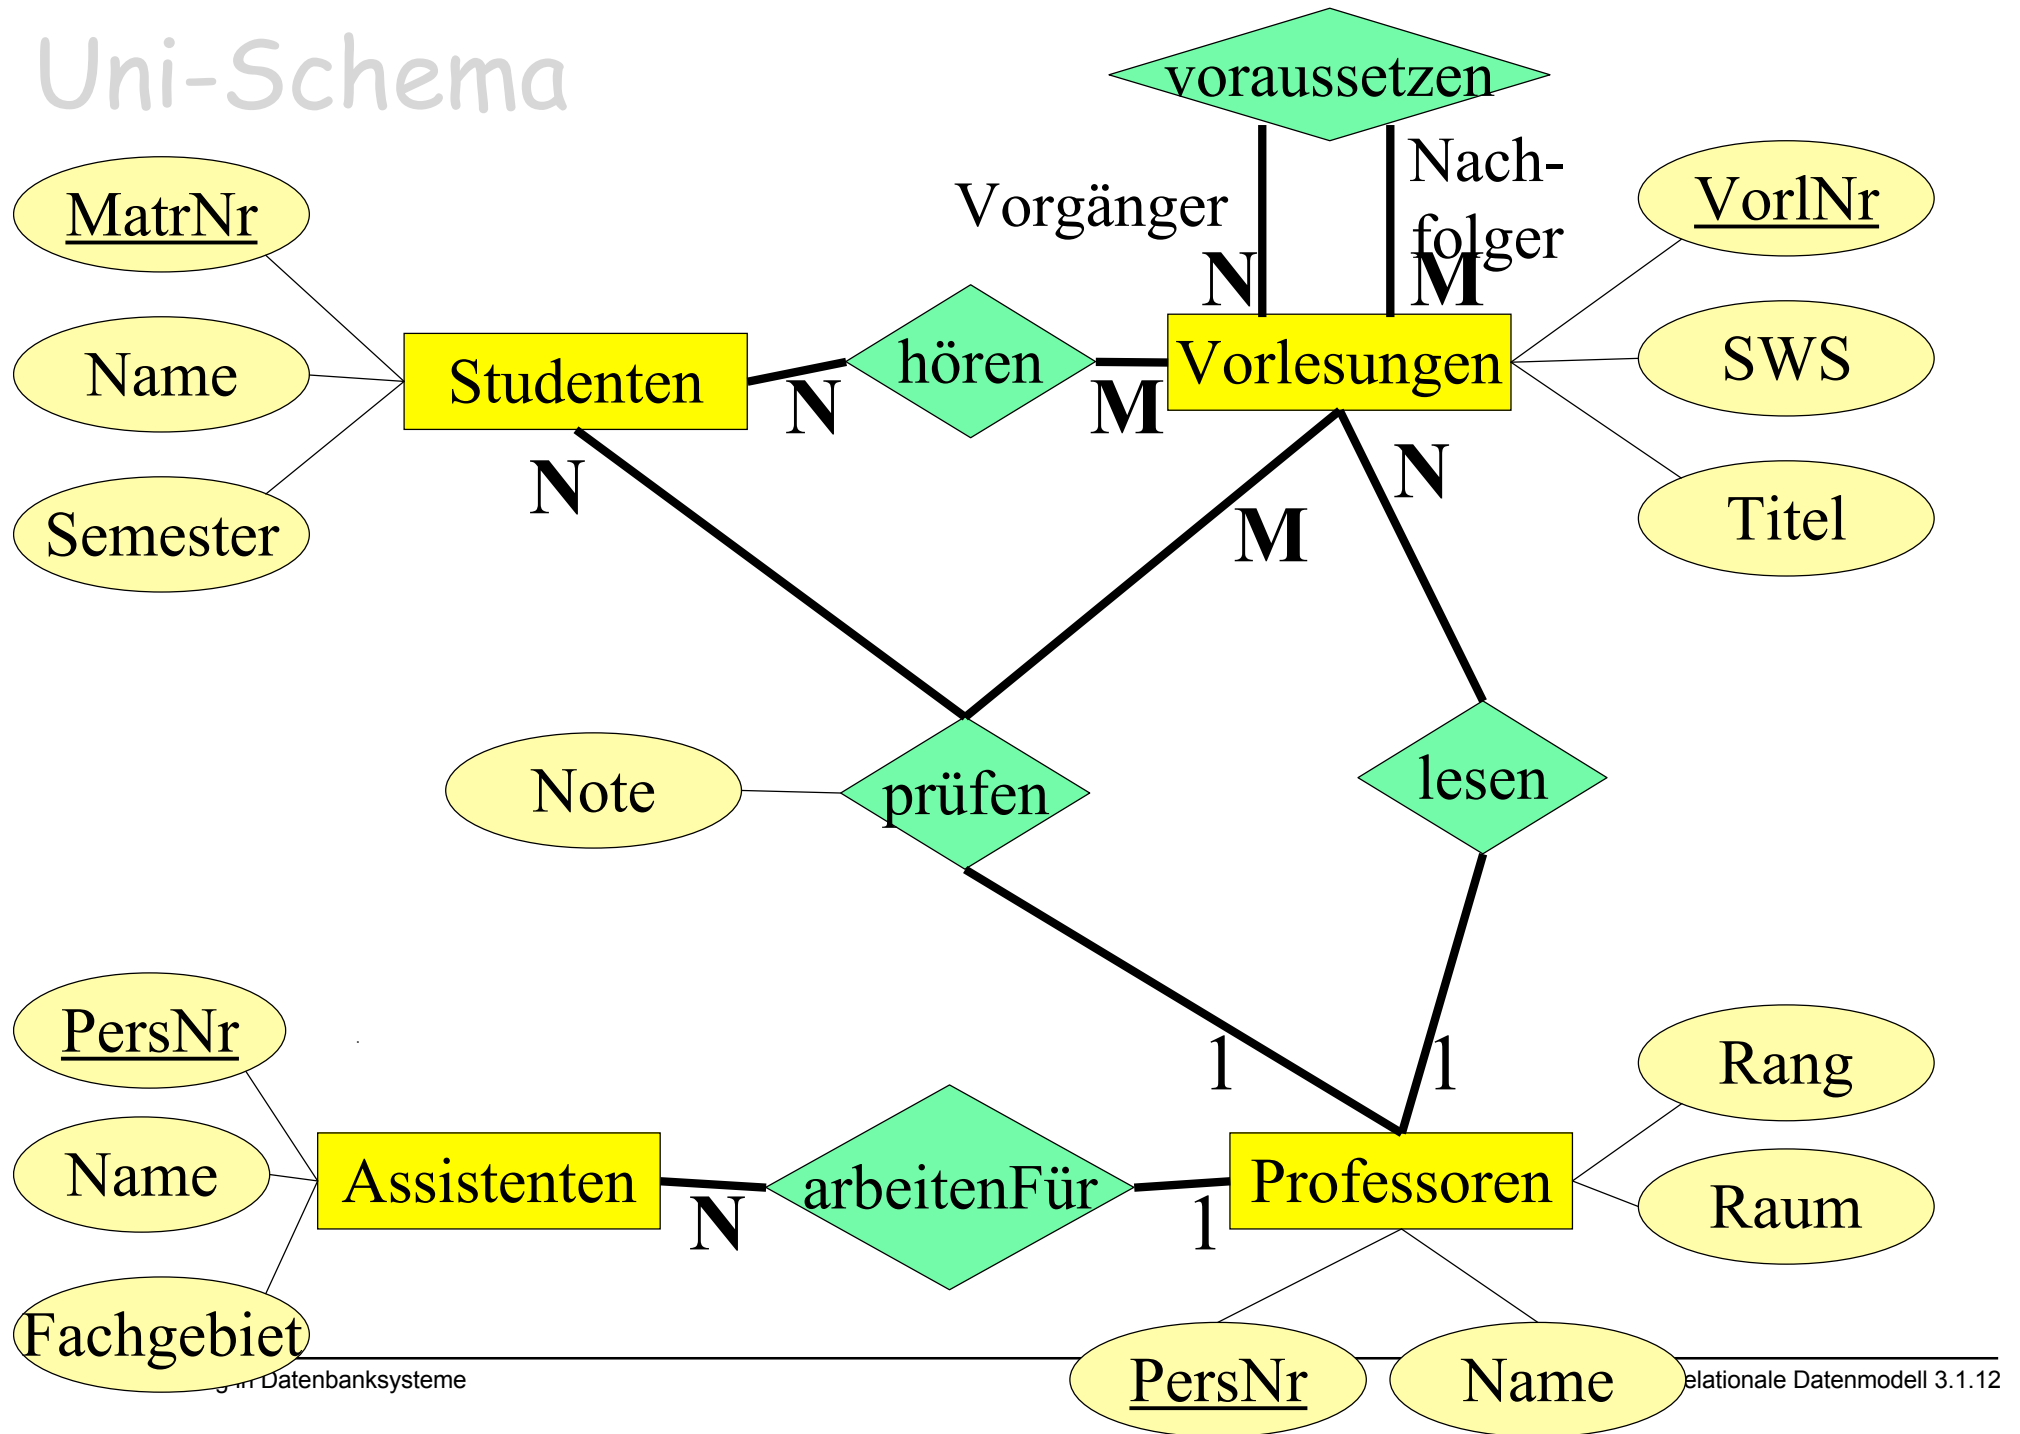 Uni-Schema
voraussetzen
Vorgänger
Nach-
folger
N
M
MatrNr
Name
Semester
Studenten
N
hören
M
Vorlesungen
VorlNr
SWS
Titel
N
M
N
Note
prüfen
lesen
1
1
PersNr
Name
Fachgebiet
Assistenten
N
arbeitenFür
1
Professoren
Rang
Raum
PersNr
Name
Datenbanksysteme
Datenmodell 3.1.12